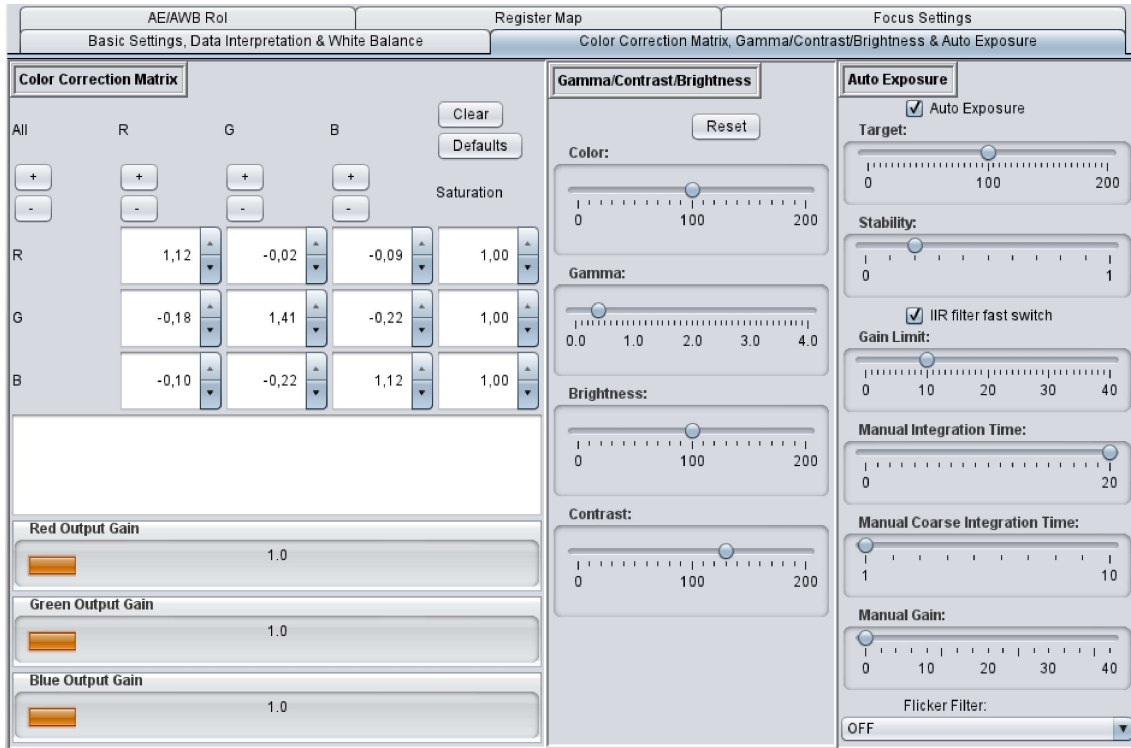 AE/AWB RoI
Register Map
Focus Settings
Basic Settings, Data Interpretation & White Balance
Color Correction Matrix, Gamma/Contrast/Brightness & Auto Exposure
Color Correction Matrix
All
R
G
B
Clear
Defaults
+
+
+
+
Saturation
-
-
-
-
R
1,12
-0,02
-0,09
1,00
G
-0,18
1,41
-0,22
1,00
B
-0,10
-0,22
1,12
1,00
Red Output Gain
1.0
Green Output Gain
1.0
Blue Output Gain
1.0
Gamma/Contrast/Brightness
Reset
Color:
0 100 200
Gamma:
0.0 1.0 2.0 3.0 4.0
Brightness:
0 100 200
Contrast:
0 100 200
Auto Exposure
Auto Exposure
Target:
0 100 200
Stability:
0 1
IIR filter fast switch
Gain Limit:
0 10 20 30 40
Manual Integration Time:
0 20
Manual Coarse Integration Time:
1 10
Manual Gain:
0 10 20 30 40
Flicker Filter:
OFF